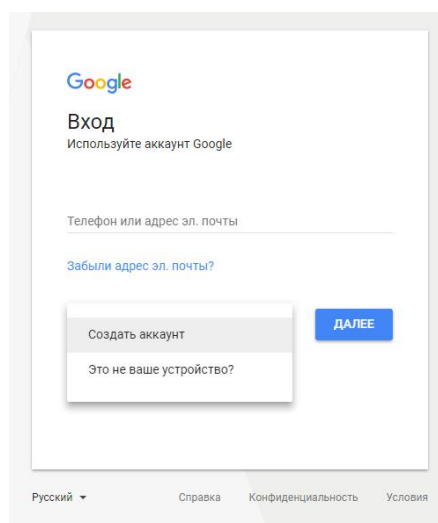 Google
Вход
Используйте аккаунт Google
Телефон или адрес эл. почты
Забыли адрес эл. почты?
ДАЛЕЕ
Создать аккаунт
Это не ваше устройство?
Русский Справка Конфиденциальность Условия